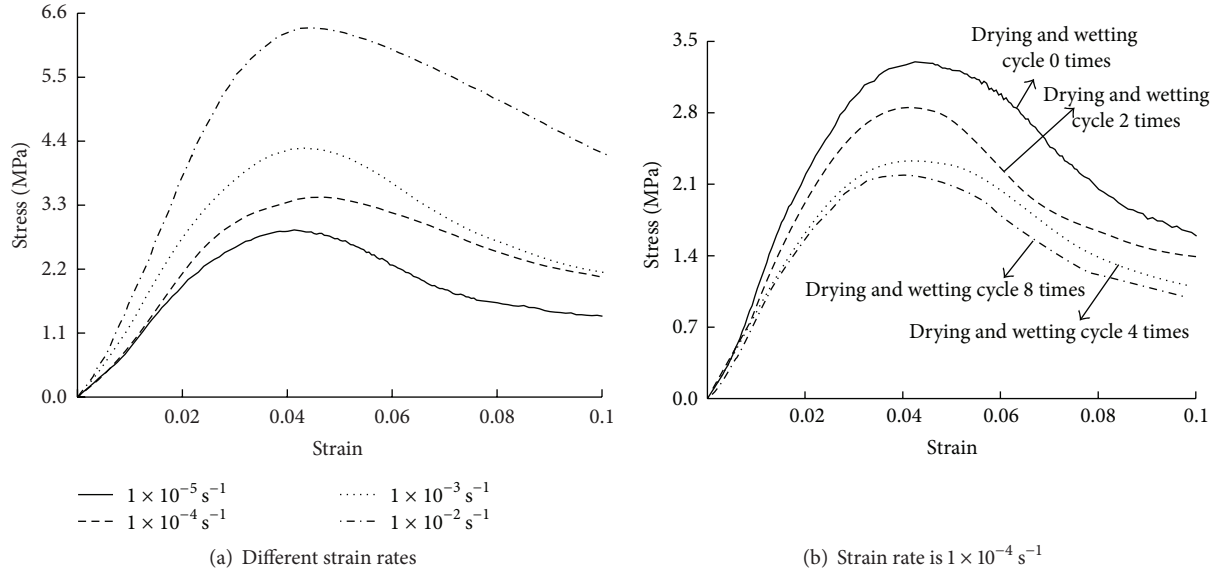 6.6
5.5
4.4
3.3
2.2
1.1
0.0
Stress (MPa)
0.02
0.04
0.06
0.08
0.1
Strain
1 × 10⁻⁵ s⁻¹
1 × 10⁻⁴ s⁻¹
1 × 10⁻³ s⁻¹
1 × 10⁻² s⁻¹
(a) Different strain rates
3.5
2.8
2.1
1.4
0.7
0.0
Stress (MPa)
Drying and wetting
cycle 0 times
Drying and wetting
cycle 2 times
Drying and wetting cycle 8 times
Drying and wetting cycle 4 times
0.02
0.04
0.06
0.08
0.1
Strain
(b) Strain rate is 1 × 10⁻⁴ s⁻¹